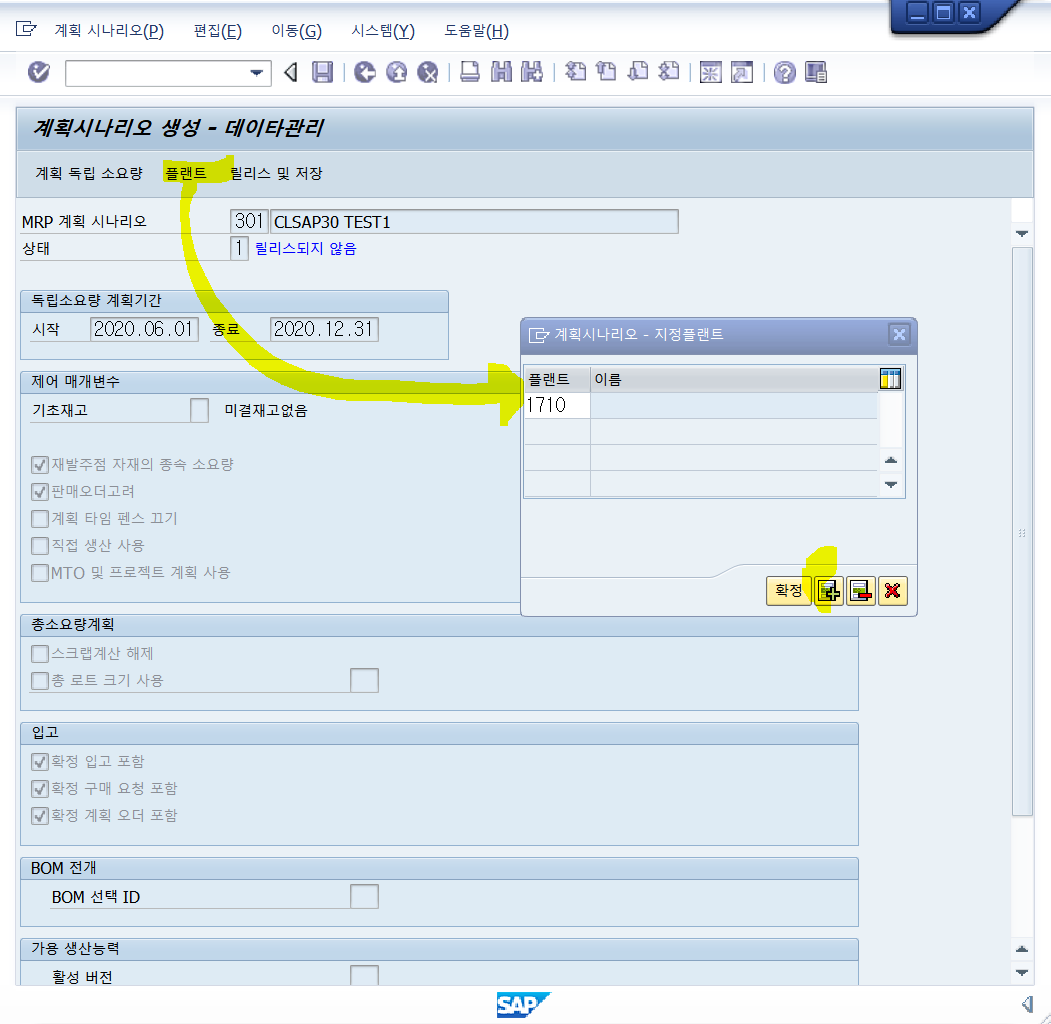 계획 시나리오(P) 편집(E) 이동(G) 시스템(Y) 도움말(H)
계획시나리오 생성 - 데이타관리
계획 독립 소요량 플랜트 릴리스 및 저장
MRP 계획 시나리오 301 CLSAP30 TEST1
상태 1 릴리스되지 않음
독립소요량 계획기간
시작 2020.06.01 종료 2020.12.31
제어 매개변수
기초재고 미결재고없음
재발주점 자재의 종속 소요량
판매오더고려
계획 타임 펜스 끄기
직접 생산 사용
MTO 및 프로젝트 계획 사용
계획시나리오 - 지정플랜트
플랜트 이름
1710
확정
총소요량계획
스크랩계산 해제
총 로트 크기 사용
입고
확정 입고 포함
확정 구매 요청 포함
확정 계획 오더 포함
BOM 전개
BOM 선택 ID
가용 생산능력
활성 버전
SAP